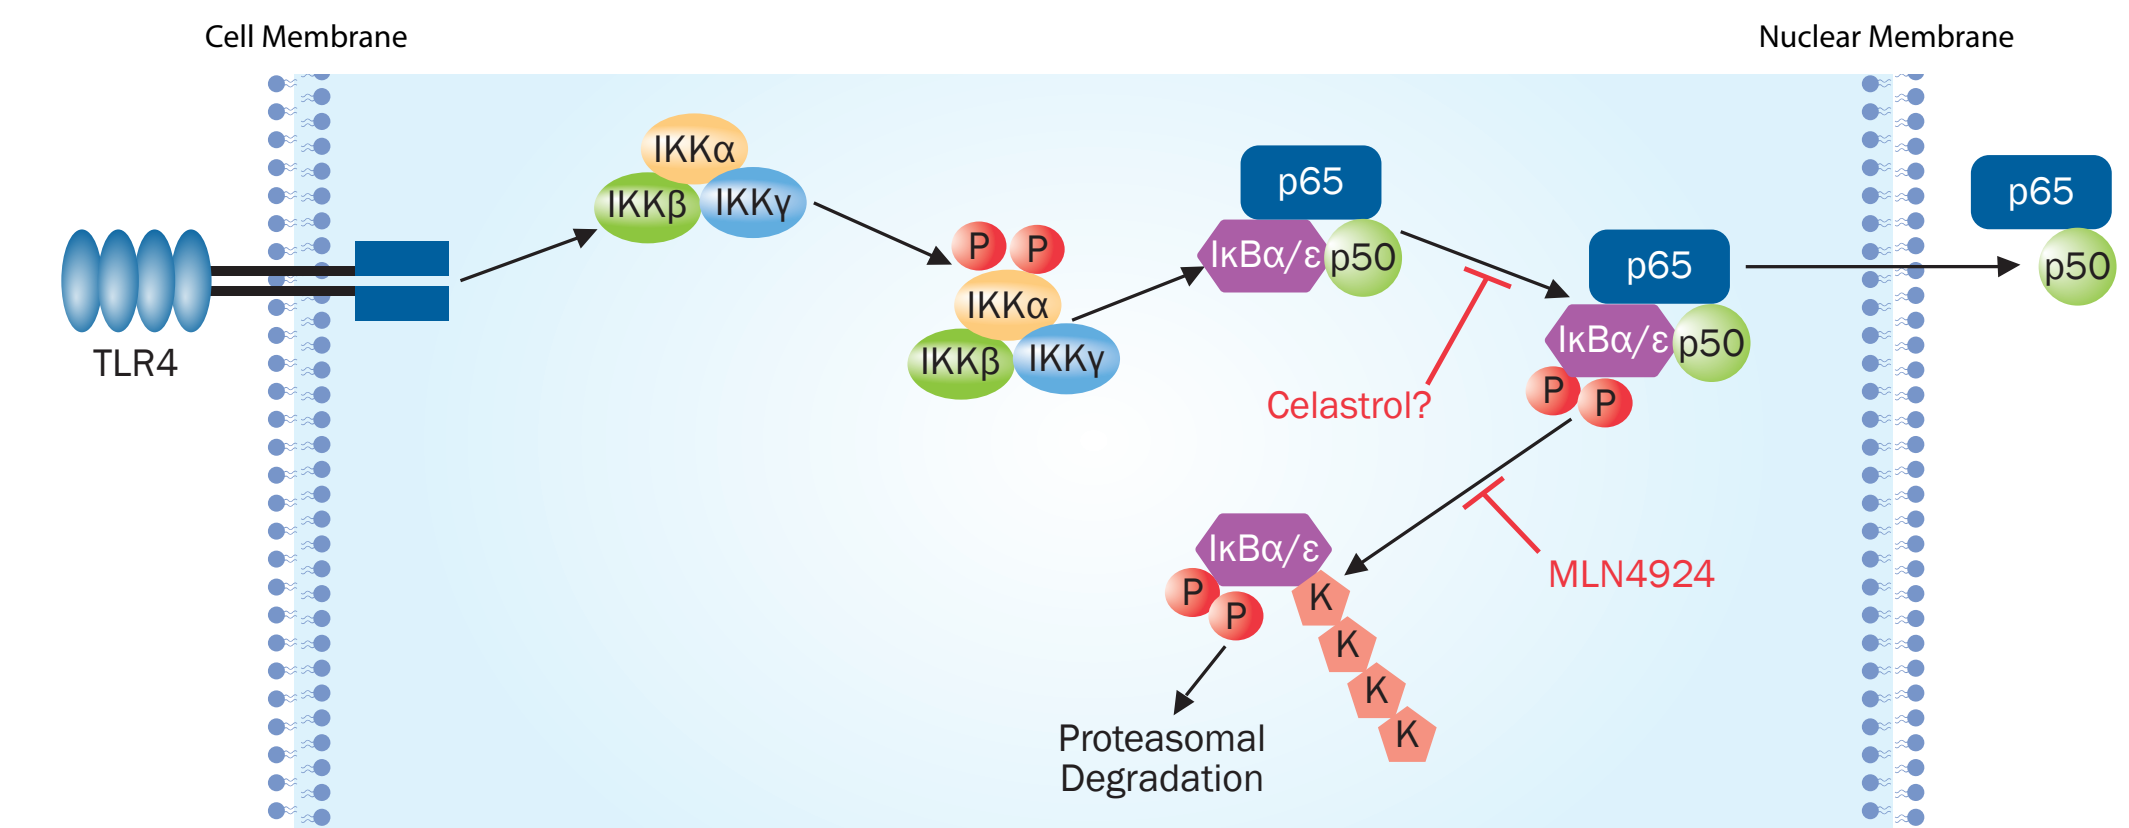 Cell Membrane
Nuclear Membrane
TLR4
IKKα
IKKβ
IKKγ
P
P
IKKα
IKKβ
IKKγ
p65
IκBα/ε
p50
Celastrol?
p65
IκBα/ε
p50
P
P
p65
p50
MLN4924
IκBα/ε
P
P
K
K
K
K
Proteasomal
Degradation